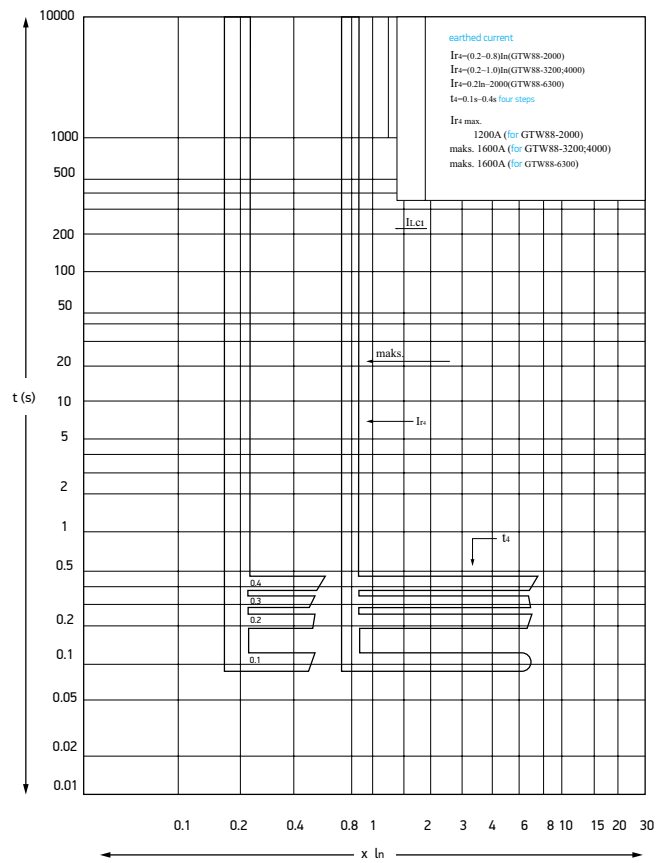 10000
earthed current
Ir4=(0.2~0.8)In(GTW88-2000)
Ir4=(0.2~1.0)In(GTW88-3200;4000)
Ir4=0.2ln~2000(GTW88-6300)
t4=0.1s~0.4s four steps
Ir4 max.
1200A (for GTW88-2000)
maks. 1600A (for GTW88-3200;4000)
maks. 1600A (for GTW88-6300)
1000
500
ILC1
200
100
50
maks.
20
t (s)
10
Ir4
5
2
1
t4
0.5
0.4
0.3
0.2
0.2
0.1
0.1
0.05
0.02
0.01
0.1 0.2 0.4 0.8 1 2 3 4 6 8 10 15 20 30
x In